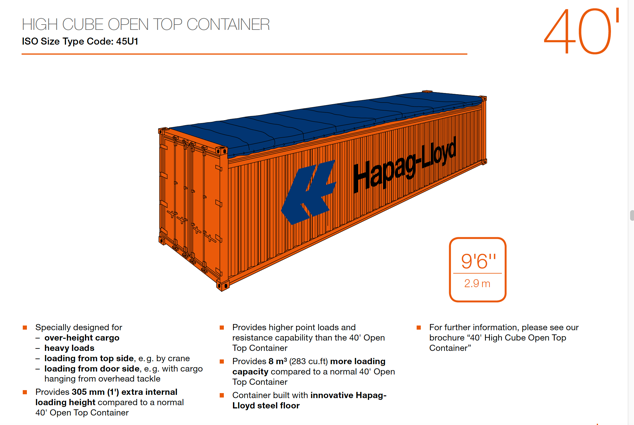 HIGH CUBE OPEN TOP CONTAINER
ISO Size Type Code: 45U1
40'
Hapag-Lloyd
9'6"
2.9 m
■ Specially designed for
– over-height cargo
– heavy loads
– loading from top side, e. g. by crane
– loading from door side, e. g. with cargo
hanging from overhead tackle
■ Provides 305 mm (1') extra internal
loading height compared to a normal
40' Open Top Container
■ Provides higher point loads and
resistance capability than the 40' Open
Top Container
■ Provides 8 m³ (283 cu.ft) more loading
capacity compared to a normal 40' Open
Top Container
■ Container built with innovative Hapag-
Lloyd steel floor
■ For further information, please see our
brochure "40' High Cube Open Top
Container"